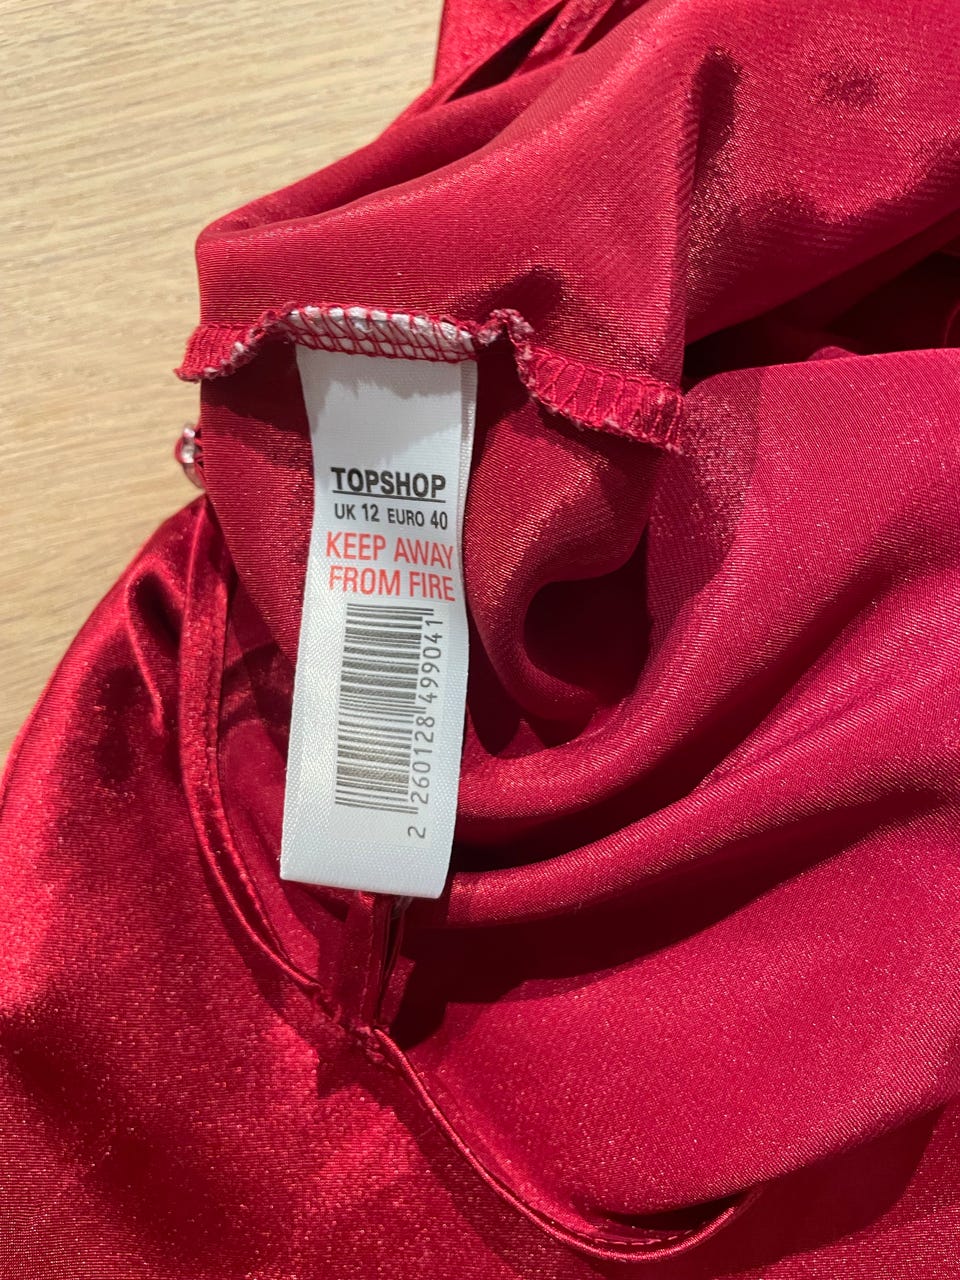 TOPSHOP
UK 12 EURO 40
KEEP AWAY
FROM FIRE
2 260128 499041